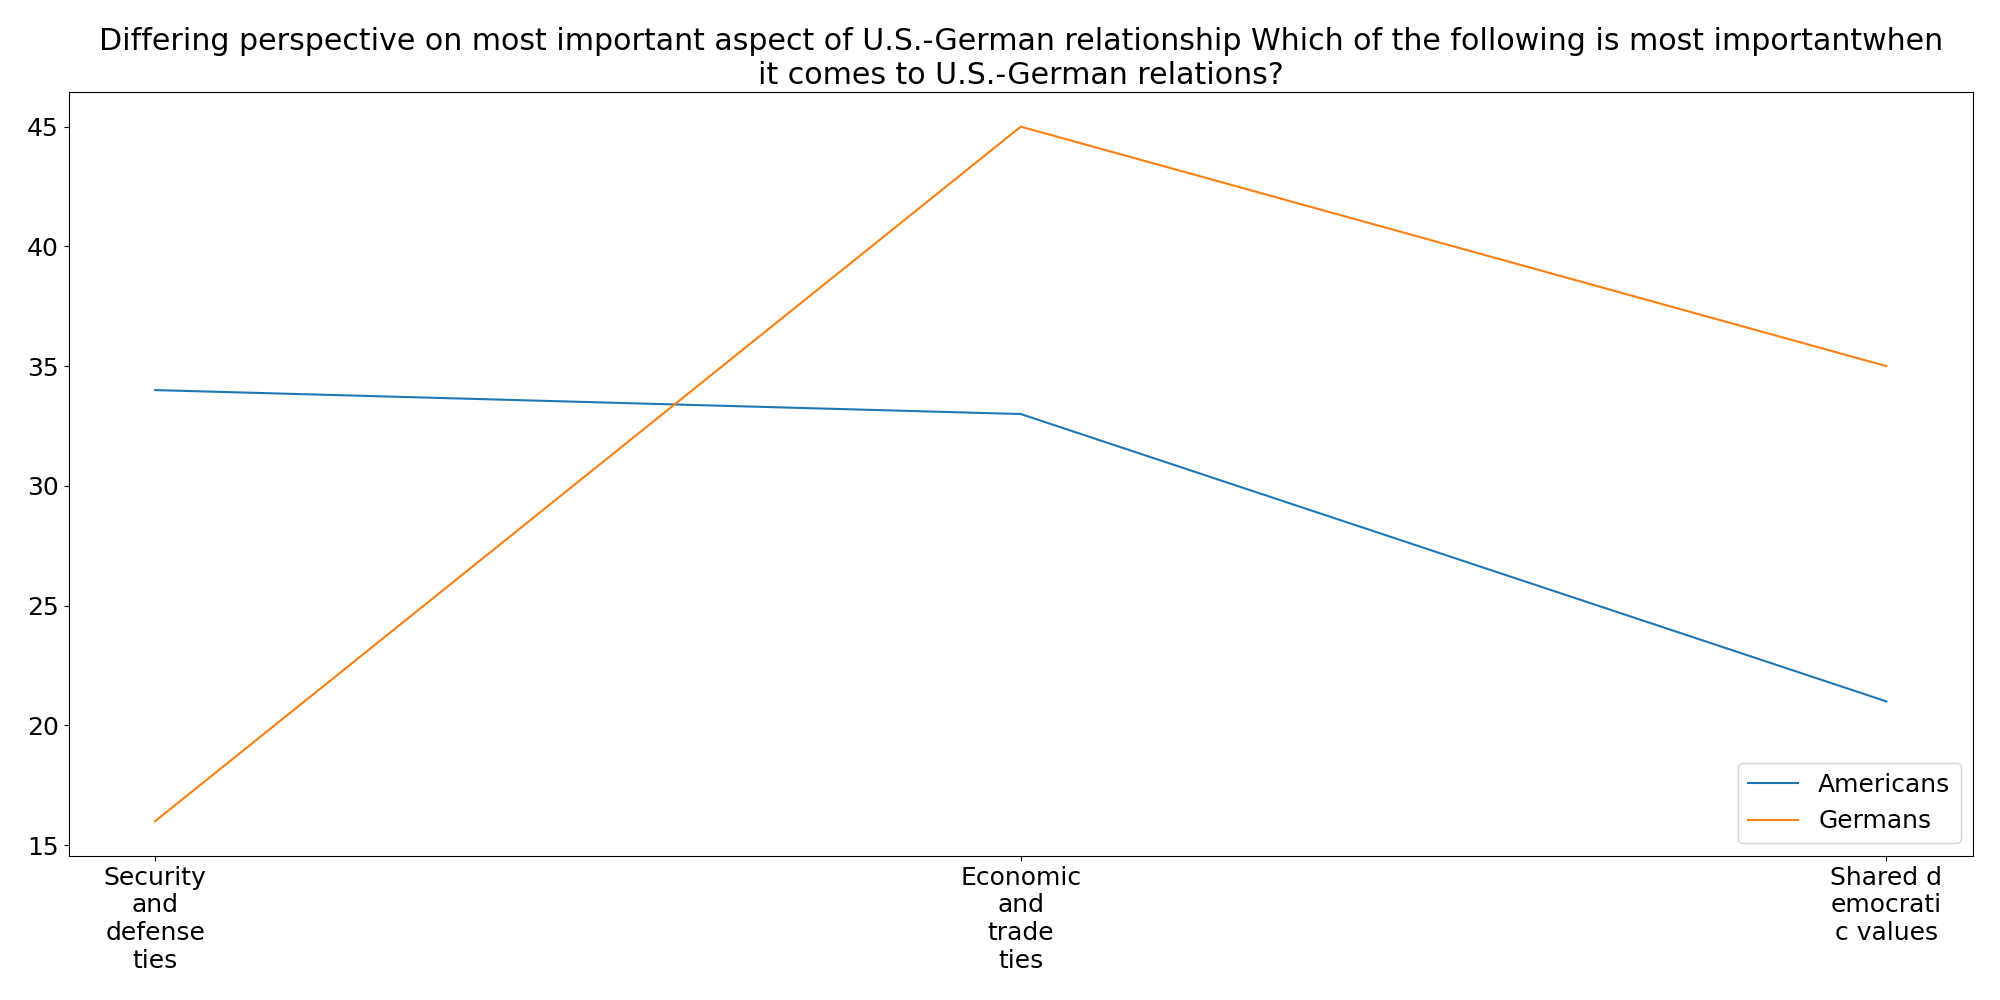 Differing perspective on most important aspect of U.S.-German relationship Which of the following is most importantwhen
it comes to U.S.-German relations?
45
40
35
30
25
20
15
Americans
Germans
Security
and
defense
ties
Economic
and
trade
ties
Shared d
emocrati
c values